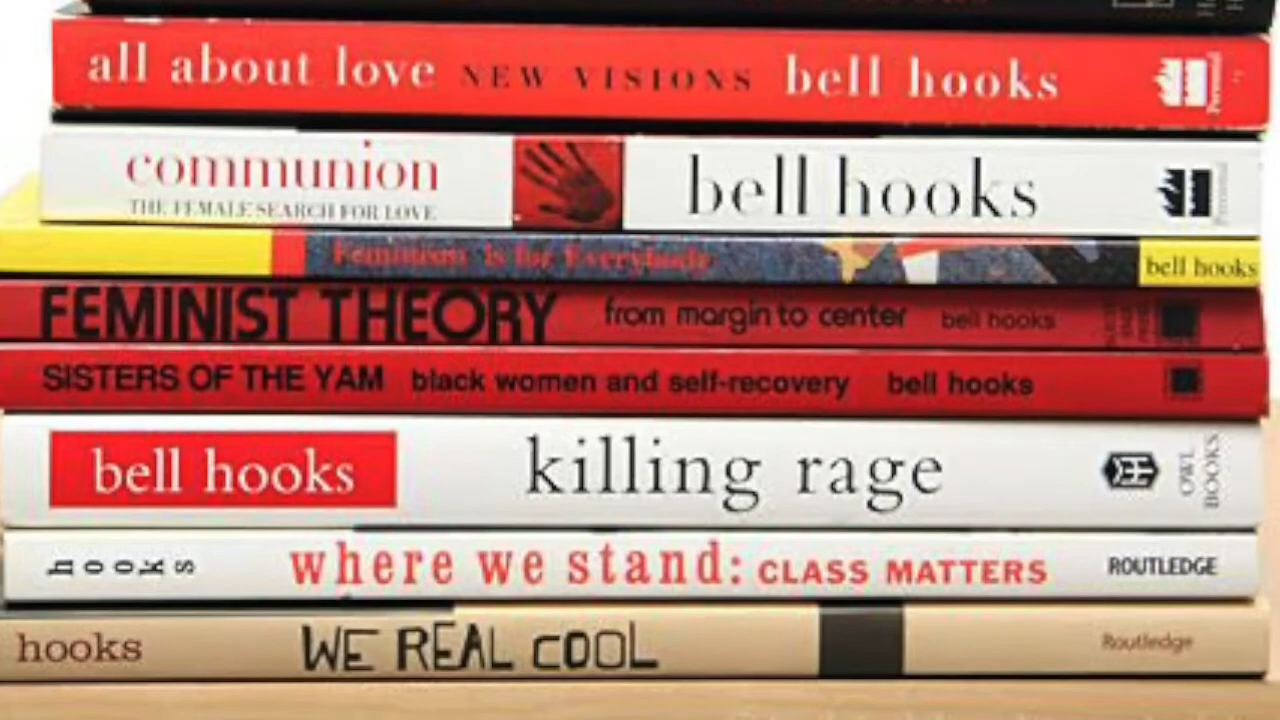 all about love NEW VISIONS bell hooks
communion bell hooks
THE FEMALE SEARCH FOR LOVE
Feminism is for Everybody bell hooks
FEMINIST THEORY from margin to center bell hooks
SISTERS OF THE YAM black women and self-recovery bell hooks
bell hooks killing rage OWL BOOKS
hooks where we stand: CLASS MATTERS ROUTLEDGE
hooks WE REAL COOL Routledge